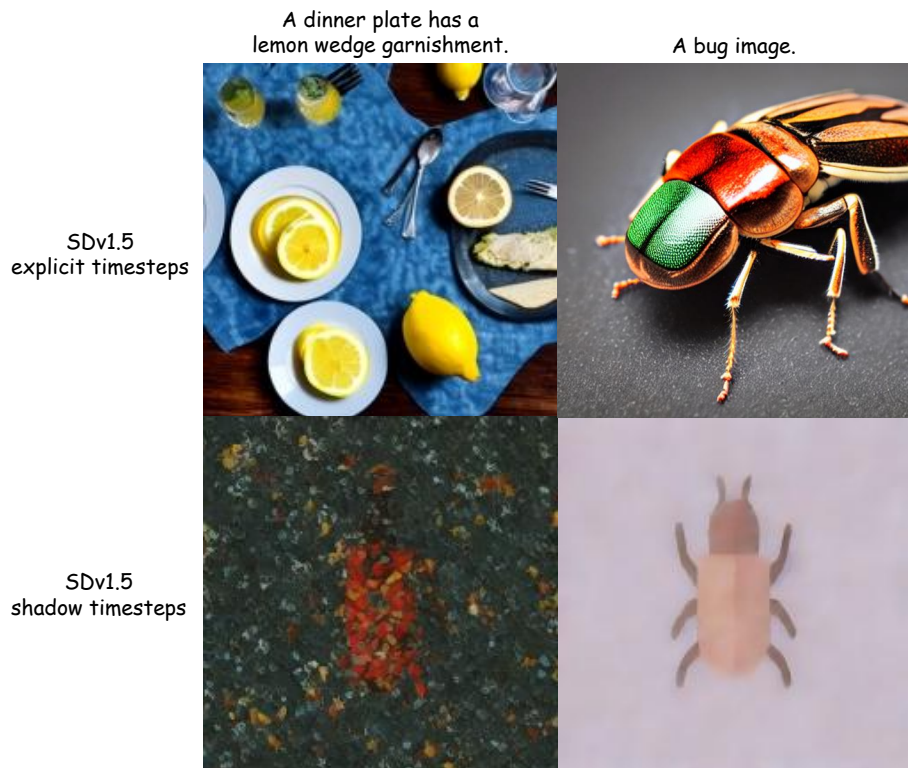 A dinner plate has a
lemon wedge garnishment.
A bug image.
SDv1.5
explicit timesteps
SDv1.5
shadow timesteps